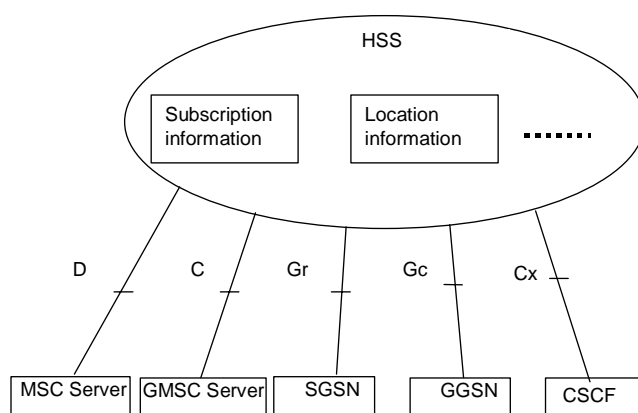 HSS
Subscription
information
Location
information
D
C
Gr
Gc
Cx
MSC Server
GMSC Server
SGSN
GGSN
CSCF